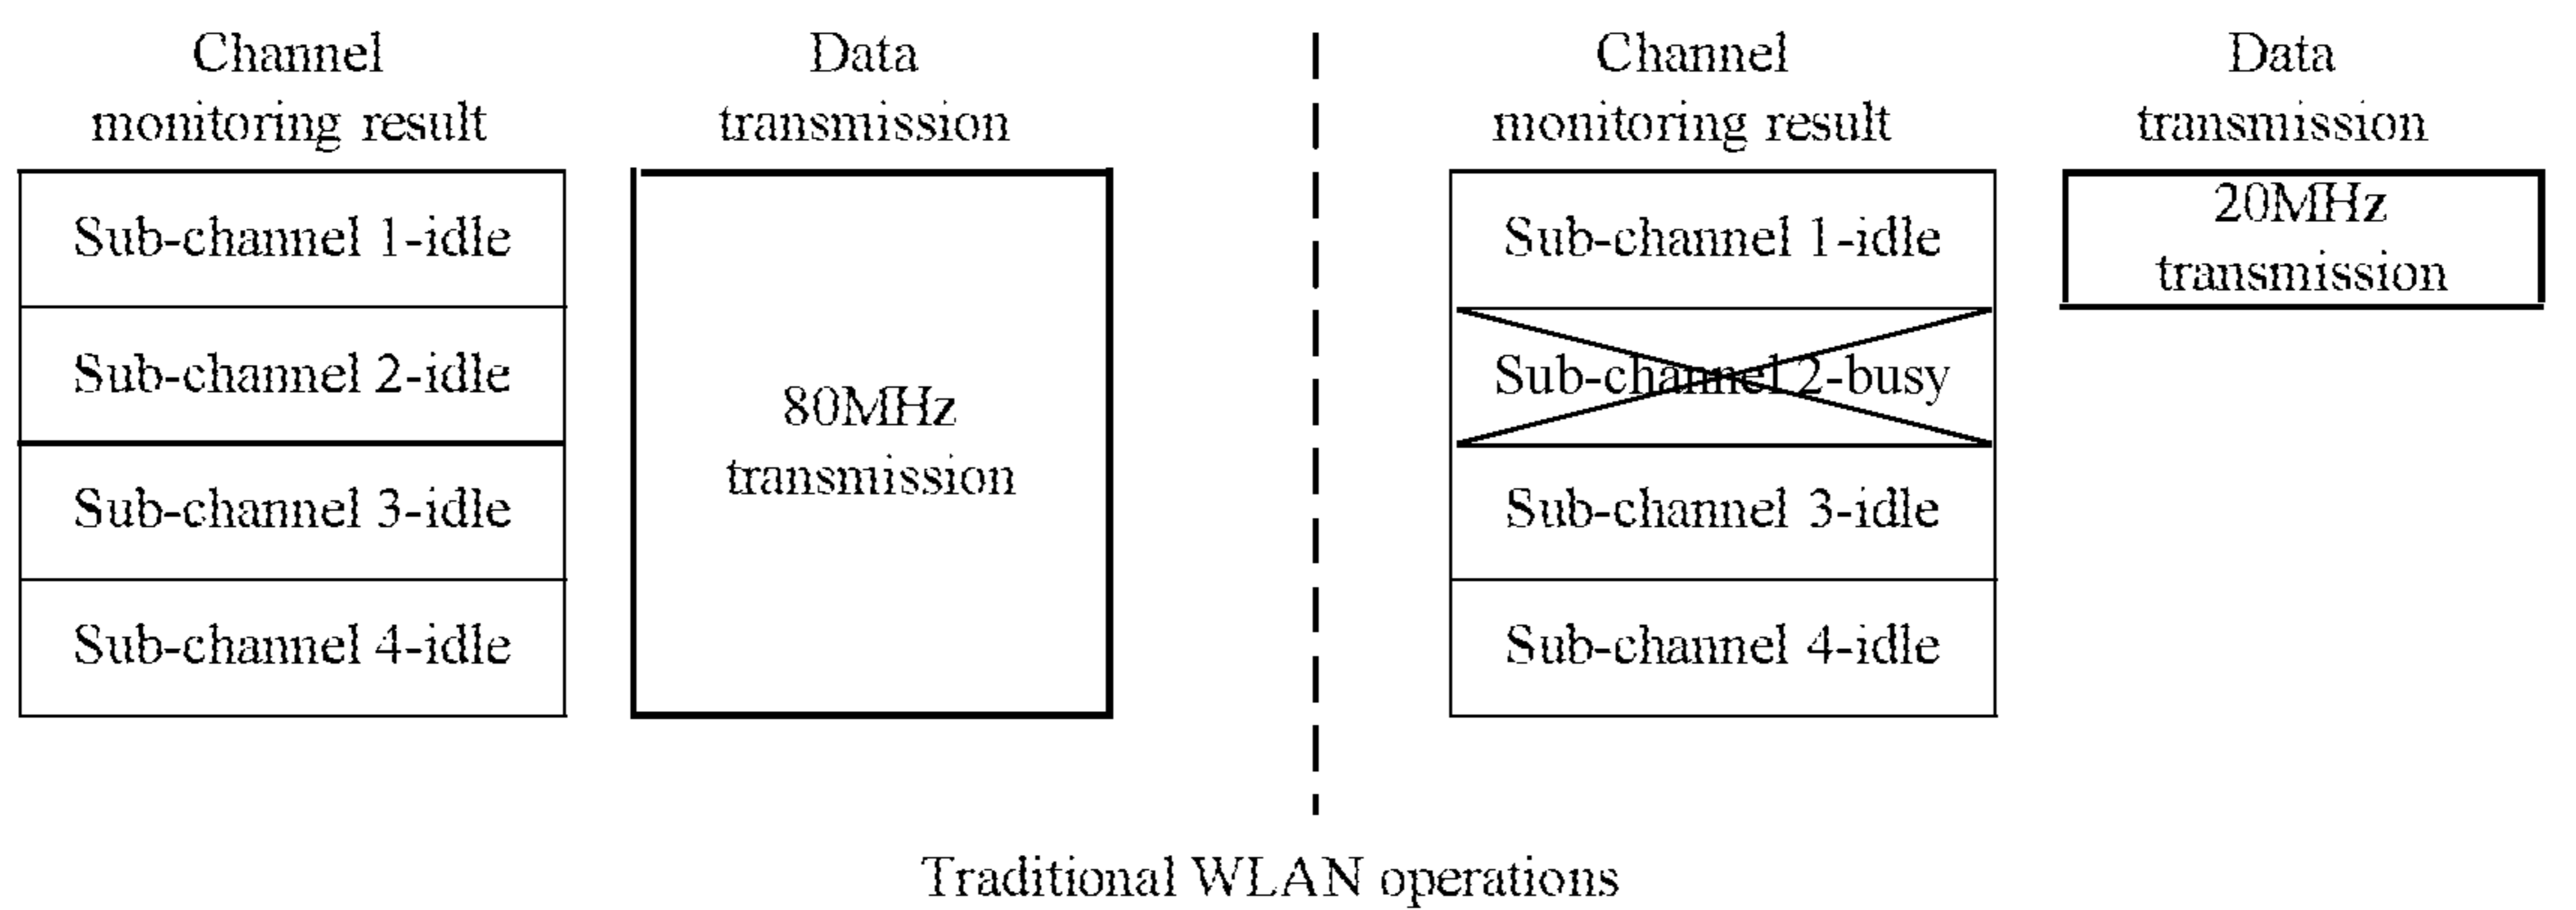 Channel
monitoring result
Data
transmission
Sub-channel 1-idle
Sub-channel 2-idle
Sub-channel 3-idle
Sub-channel 4-idle
80MHz
transmission
Channel
monitoring result
Data
transmission
Sub-channel 1-idle
Sub-channel 2-busy
Sub-channel 3-idle
Sub-channel 4-idle
20MHz
transmission
Traditional WLAN operations